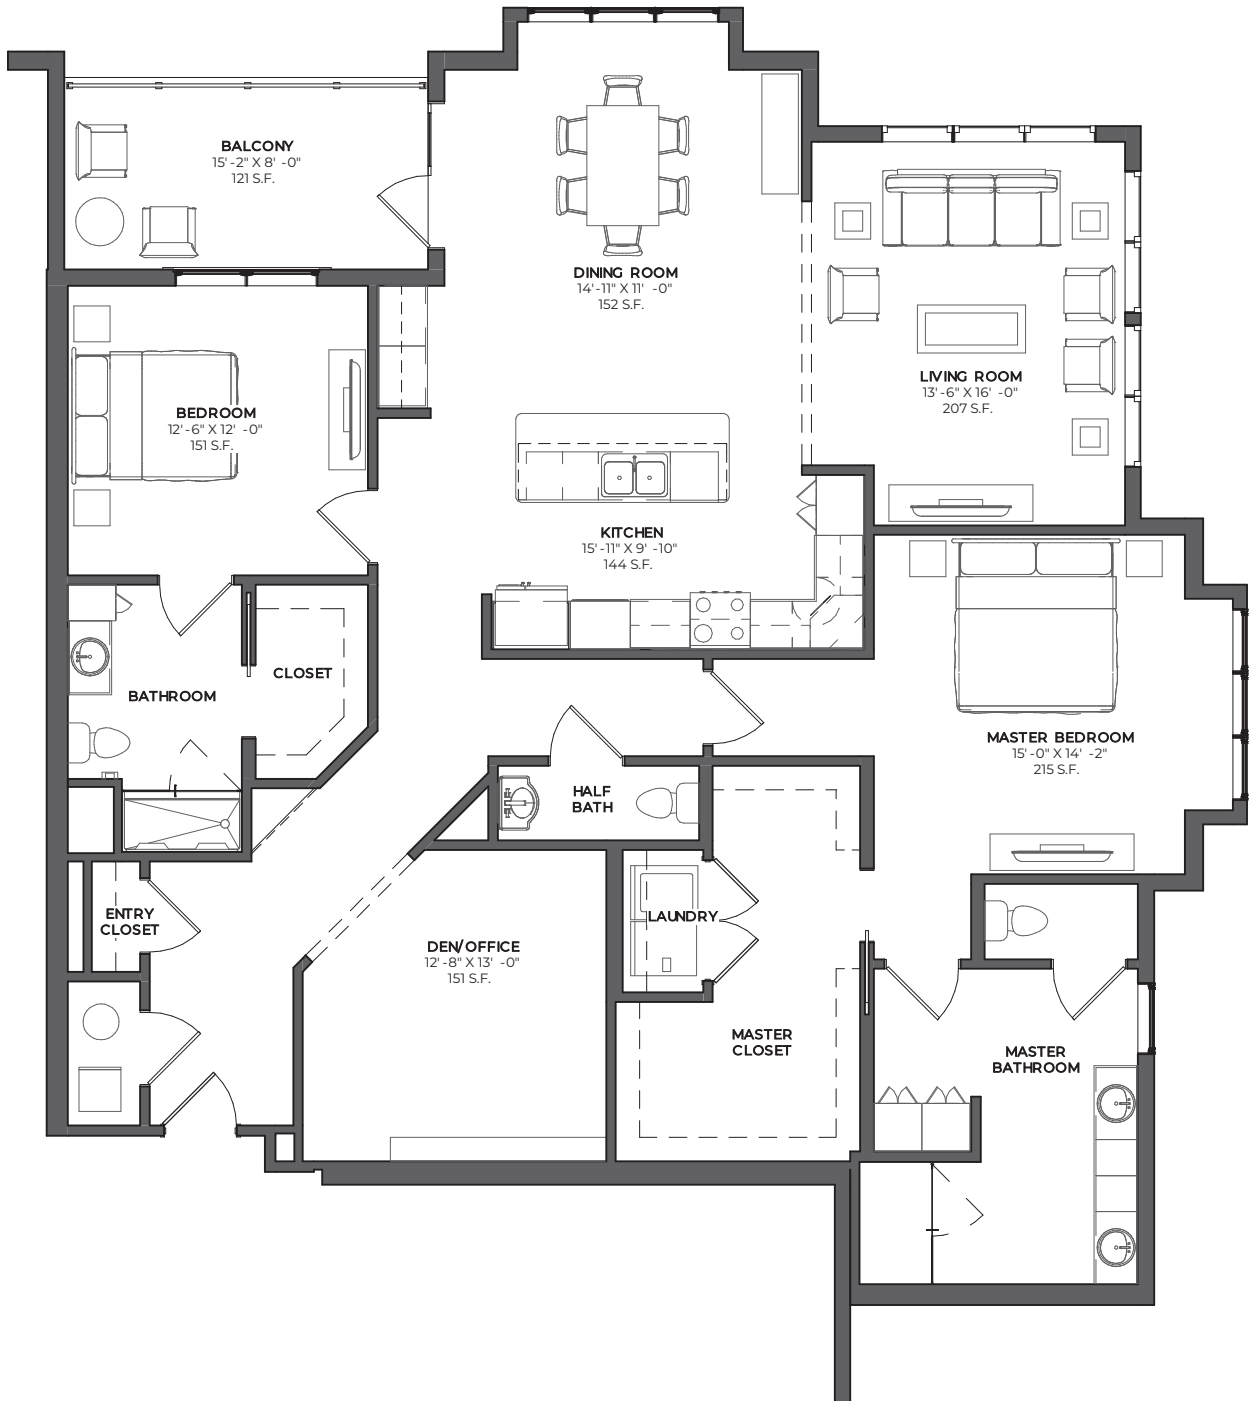 BALCONY
15'-2" X 8' -0"
121 S.F.
DINING ROOM
14'-11" X 11' -0"
152 S.F.
LIVING ROOM
13'-6" X 16' -0"
207 S.F.
BEDROOM
12'-6" X 12' -0"
151 S.F.
KITCHEN
15'-11" X 9' -10"
144 S.F.
CLOSET
BATHROOM
MASTER BEDROOM
15'-0" X 14' -2"
215 S.F.
HALF
BATH
ENTRY
CLOSET
LAUNDRY
DEN/OFFICE
12'-8" X 13' -0"
151 S.F.
MASTER
CLOSET
MASTER
BATHROOM